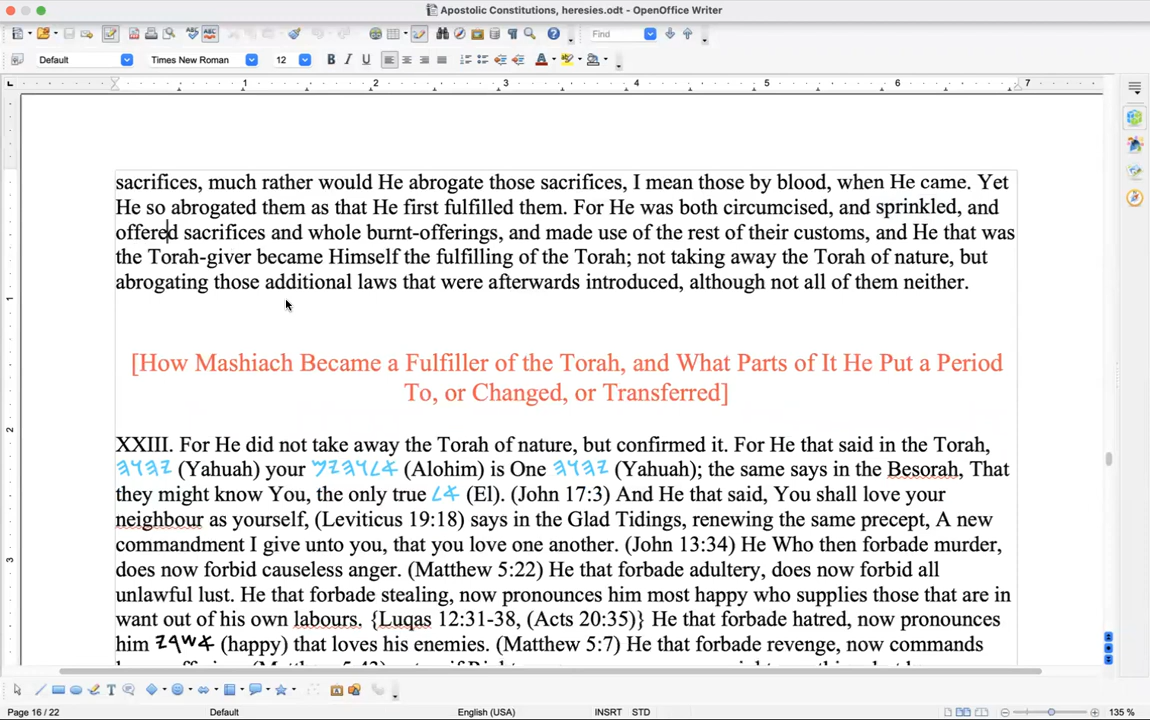 Apostolic Constitutions, heresies.odt - OpenOffice Writer
Find
Default Times New Roman 12 B I U A
1 2 3 4 5 6 7
sacrifices, much rather would He abrogate those sacrifices, I mean those by blood, when He came. Yet
He so abrogated them as that He first fulfilled them. For He was both circumcised, and sprinkled, and
offered sacrifices and whole burnt-offerings, and made use of the rest of their customs, and He that was
the Torah-giver became Himself the fulfilling of the Torah; not taking away the Torah of nature, but
abrogating those additional laws that were afterwards introduced, although not all of them neither.
[How Mashiach Became a Fulfiller of the Torah, and What Parts of It He Put a Period
To, or Changed, or Transferred]
XXIII. For He did not take away the Torah of nature, but confirmed it. For He that said in the Torah,
𐤉𐤄𐤅𐤄 (Yahuah) your 𐤀𐤋𐤅𐤄𐤉𐤊 (Alohim) is One 𐤉𐤄𐤅𐤄 (Yahuah); the same says in the Besorah, That
they might know You, the only true 𐤀𐤋 (El). (John 17:3) And He that said, You shall love your
neighbour as yourself, (Leviticus 19:18) says in the Glad Tidings, renewing the same precept, A new
commandment I give unto you, that you love one another. (John 13:34) He Who then forbade murder,
does now forbid causeless anger. (Matthew 5:22) He that forbade adultery, does now forbid all
unlawful lust. He that forbade stealing, now pronounces him most happy who supplies those that are in
want out of his own labours. {Luqas 12:31-38, (Acts 20:35)} He that forbade hatred, now pronounces
him 𐤀𐤔𐤓𐤉 (happy) that loves his enemies. (Matthew 5:7) He that forbade revenge, now commands
Page 16 / 22 Default English (USA) INSRT STD 135 %